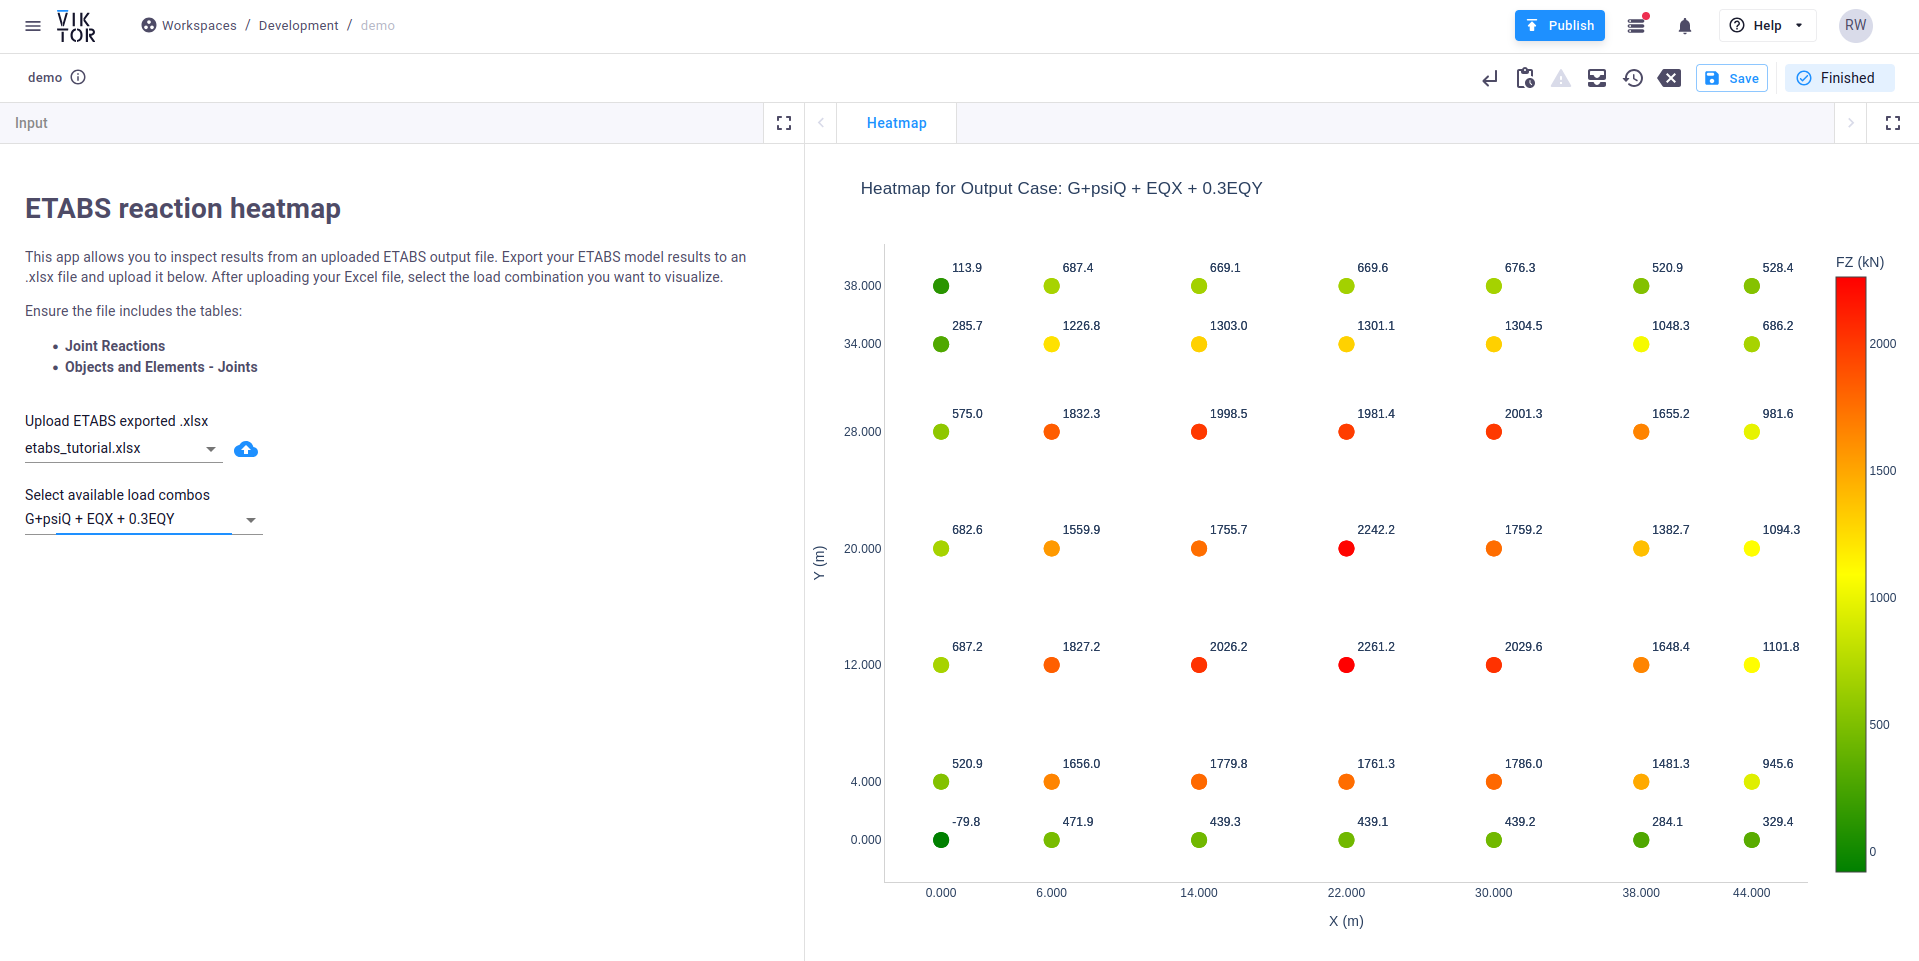 VIKTOR
Workspaces / Development / demo
Publish
Help
RW
demo
Save
Finished
Input
Heatmap
ETABS reaction heatmap
This app allows you to inspect results from an uploaded ETABS output file. Export your ETABS model results to an
.xlsx file and upload it below. After uploading your Excel file, select the load combination you want to visualize.
Ensure the file includes the tables:
• Joint Reactions
• Objects and Elements - Joints
Upload ETABS exported .xlsx
etabs_tutorial.xlsx
Select available load combos
G+psiQ + EQX + 0.3EQY
Heatmap for Output Case: G+psiQ + EQX + 0.3EQY
FZ (kN)
113.9 687.4 669.1 669.6 676.3 520.9 528.4
38.000
285.7 1226.8 1303.0 1301.1 1304.5 1048.3 686.2
34.000
2000
575.0 1832.3 1998.5 1981.4 2001.3 1655.2 981.6
28.000
1500
682.6 1559.9 1755.7 2242.2 1759.2 1382.7 1094.3
20.000
Y (m)
1000
687.2 1827.2 2026.2 2261.2 2029.6 1648.4 1101.8
12.000
500
520.9 1656.0 1779.8 1761.3 1786.0 1481.3 945.6
4.000
-79.8 471.9 439.3 439.1 439.2 284.1 329.4
0.000
0
0.000 6.000 14.000 22.000 30.000 38.000 44.000
X (m)